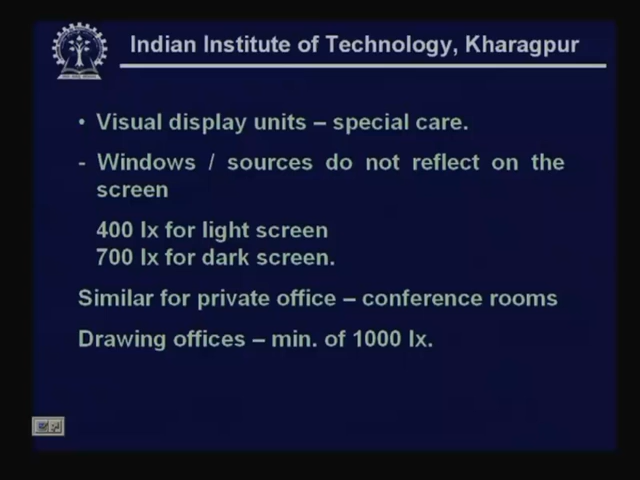 Indian Institute of Technology, Kharagpur
• Visual display units – special care.
- Windows / sources do not reflect on the
screen
400 lx for light screen
700 lx for dark screen.
Similar for private office – conference rooms
Drawing offices – min. of 1000 lx.